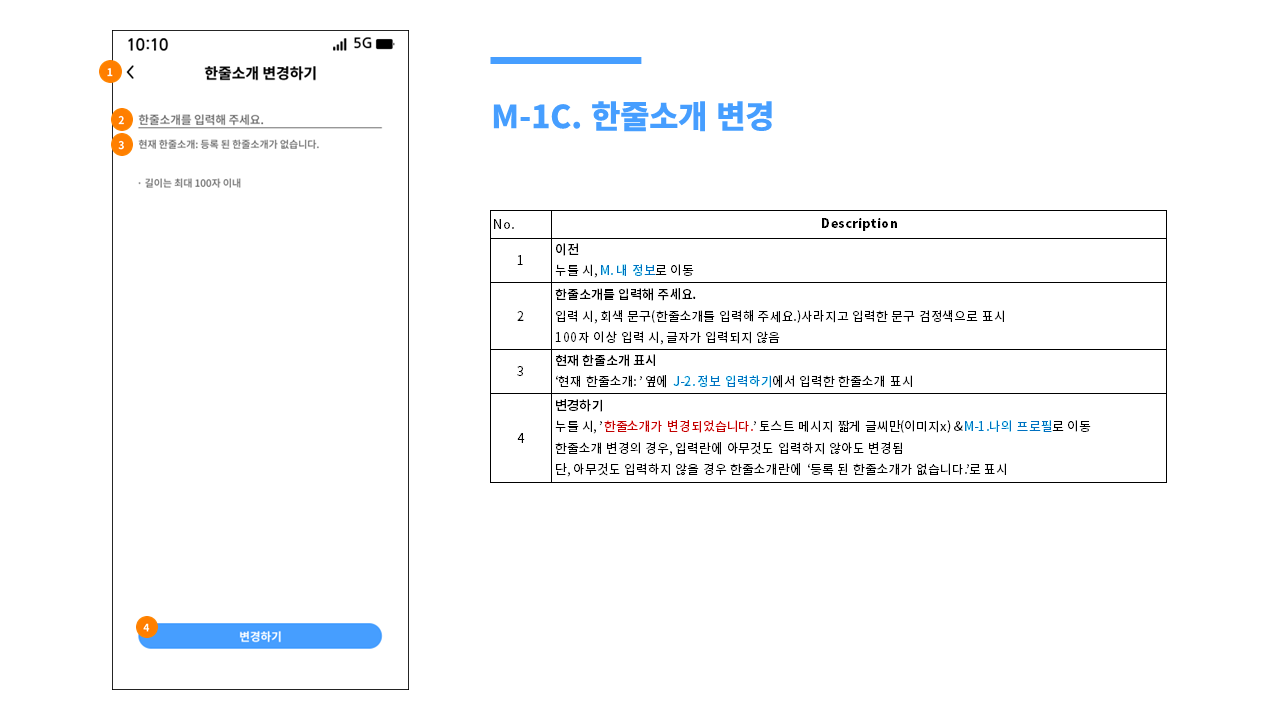 10:10
5G
1
한줄소개 변경하기
2
한줄소개를 입력해 주세요.
3
현재 한줄소개: 등록 된 한줄소개가 없습니다.
· 길이는 최대 100자 이내
4
변경하기
M-1C. 한줄소개 변경
No.
Description
1
이전
누를 시, M. 내 정보로 이동
2
한줄소개를 입력해 주세요.
입력 시, 회색 문구(한줄소개를 입력해 주세요.)사라지고 입력한 문구 검정색으로 표시
100자 이상 입력 시, 글자가 입력되지 않음
3
현재 한줄소개 표시
‘현재 한줄소개: ’ 옆에 J-2. 정보 입력하기에서 입력한 한줄소개 표시
4
변경하기
누를 시, ’한줄소개가 변경되었습니다.’ 토스트 메시지 짧게 글씨만(이미지x) &M-1.나의 프로필로 이동
한줄소개 변경의 경우, 입력란에 아무것도 입력하지 않아도 변경됨
단, 아무것도 입력하지 않을 경우 한줄소개란에 ‘등록 된 한줄소개가 없습니다.’로 표시